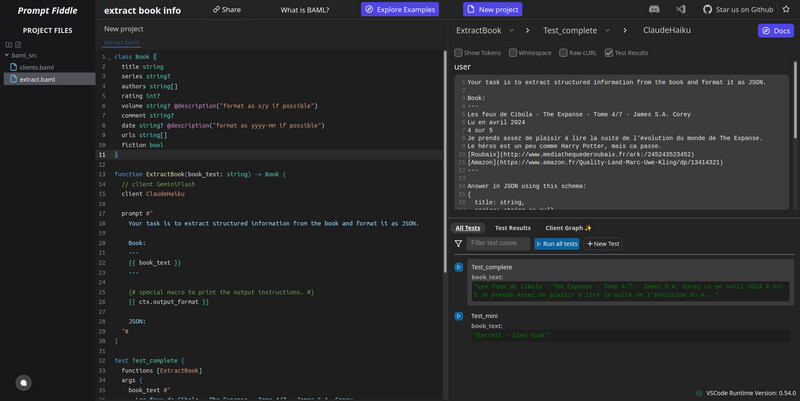 Prompt Fiddle
extract book info
Share
What is BAML?
Explore Examples
New project
Star us on Github
PROJECT FILES
baml_src
clients.baml
extract.baml
New project
extract.baml
1 class Book {
2 title string
3 series string?
4 authors string[]
5 rating int?
6 volume string? @description("format as x/y if possible")
7 comment string?
8 date string? @description("format as yyyy-MM if possible")
9 urls string[]
10 fiction bool
11 }
12
13 function ExtractBook(book_text: string) -> Book {
14 // client GeminiFlash
15 client ClaudeHaiku
16
17 prompt #"
18 Your task is to extract structured information from the book and format it as JSON.
19
20 Book:
21 ---
22 {{ book_text }}
23 ---
24
25 {# special macro to print the output instructions. #}
26 {{ ctx.output_format }}
27
28 JSON:
29 "#
30 }
31
32 test Test_complete {
33 functions [ExtractBook]
34 args {
35 book_text #"
Les feux de Cibola - The Expanse - Tome 4/7 - James S.A. Corey
ExtractBook
Test_complete
ClaudeHaiku
Docs
Show Tokens
Whitespace
Raw cURL
Test Results
user
1 Your task is to extract structured information from the book and format it as JSON.
2
3 Book:
4 ---
5 Les feux de Cibola - The Expanse - Tome 4/7 - James S.A. Corey
6 Lu en avril 2024
7 4 sur 5
8 Je prends assez de plaisir à lire la suite de l'évolution du monde de The Expanse.
9 Le héros est un peu comme Harry Potter, mais ca passe.
10 [Roubaix](http://www.mediathequederoubaix.fr/ark:/245243523452)
11 [Amazon](https://www.amazon.fr/Quality-Land-Marc-Uwe-Kling/dp/13414321)
12 ---
13
14 Answer in JSON using this schema:
15 {
16 title: string,
All Tests
Test Results
Client Graph ✨
Filter test cases
Run all tests
+ New Test
Test_complete
book_text:
"Les feux de Cibola - The Expanse - Tome 4/7 - James S.A. Corey Lu en avril 2024 4 sur
5 Je prends assez de plaisir à lire la suite de l'évolution du m..."
Test_mini
book_text:
"Garrett - Glen Cook"
VSCode Runtime Version: 0.54.0